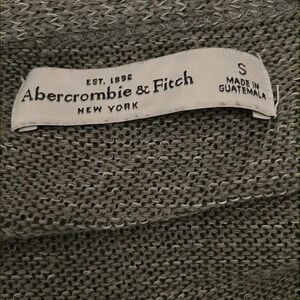 EST. 1892
Abercrombie & Fitch
NEW YORK
S
MADE IN
GUATEMALA